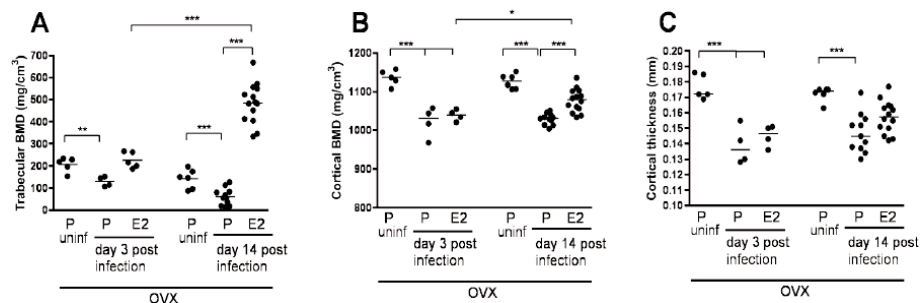 A
B
C
Trabecular BMD (mg/cm³)
700
600
500
400
300
200
100
0
**
***
***
***
P
P
E2
P
P
E2
uninf
day 3 post
infection
uninf
day 14 post
infection
OVX
Cortical BMD (mg/cm³)
1200
1100
1000
900
800
***
***
***
*
P
P
E2
P
P
E2
uninf
day 3 post
infection
uninf
day 14 post
infection
OVX
Cortical thickness (mm)
0.20
0.19
0.18
0.17
0.16
0.15
0.14
0.13
0.12
0.11
0.10
***
***
P
P
E2
P
P
E2
uninf
day 3 post
infection
uninf
day 14 post
infection
OVX